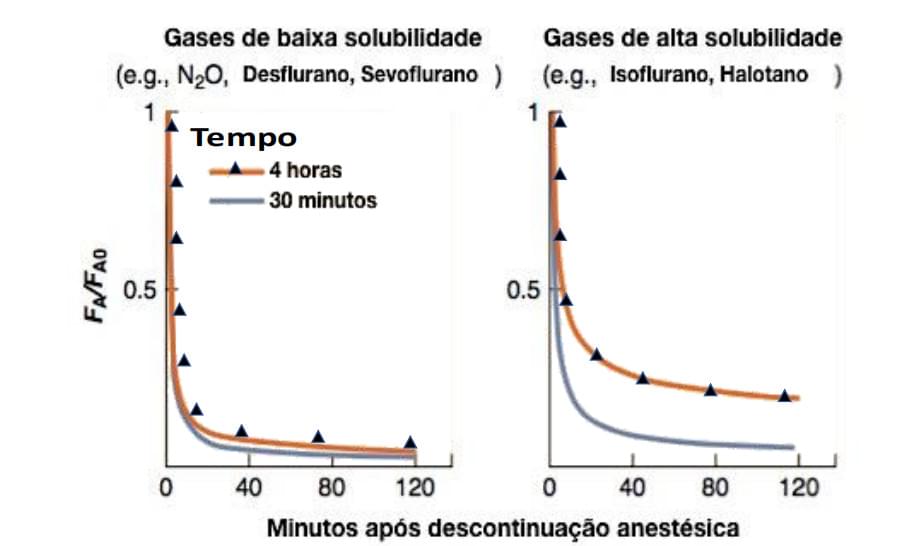 Gases de baixa solubilidade
(e.g., N₂O, Desflurano, Sevoflurano )
1
Tempo
4 horas
30 minutos
0.5
FA/FA0
0 40 80 120
Gases de alta solubilidade
(e.g., Isoflurano, Halotano )
1
0.5
0 40 80 120
Minutos após descontinuação anestésica